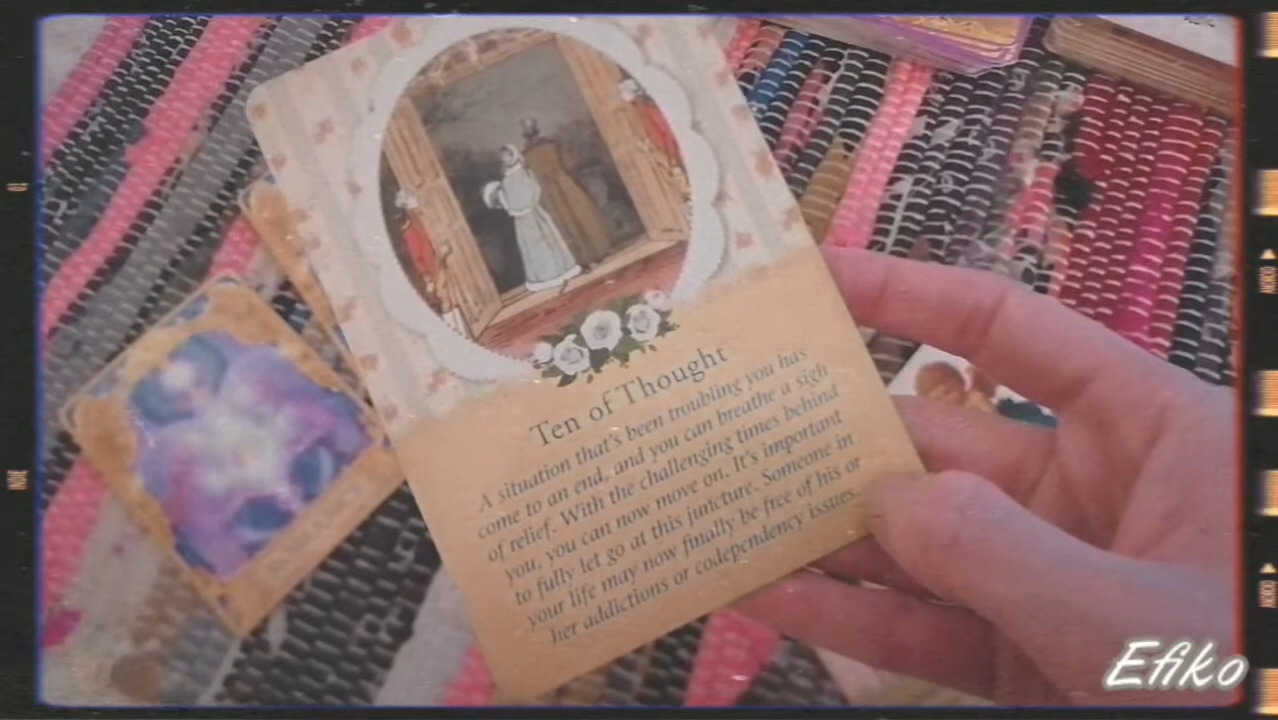 Ten of Thought
A situation that's been troubling you has
come to an end, and you can breathe a sigh
of relief. With the challenging times behind
you, you can now move on. It's important
to fully let go at this juncture. Someone in
your life may now finally be free of his or
her addictions or codependency issues.
Efiko